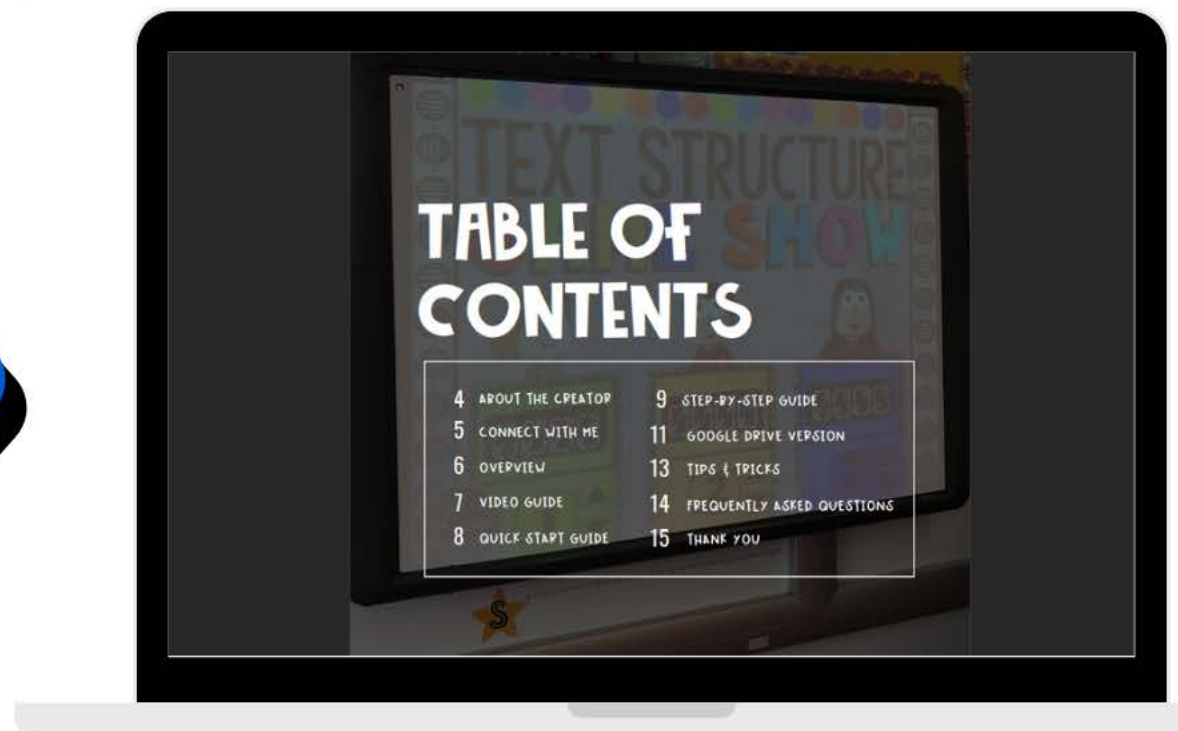 TEXT STRUCTURE
GAME SHOW
TABLE OF
CONTENTS
4 ABOUT THE CREATOR
5 CONNECT WITH ME
6 OVERVIEW
7 VIDEO GUIDE
8 QUICK START GUIDE
9 STEP-BY-STEP GUIDE
11 GOOGLE DRIVE VERSION
13 TIPS & TRICKS
14 FREQUENTLY ASKED QUESTIONS
15 THANK YOU
S